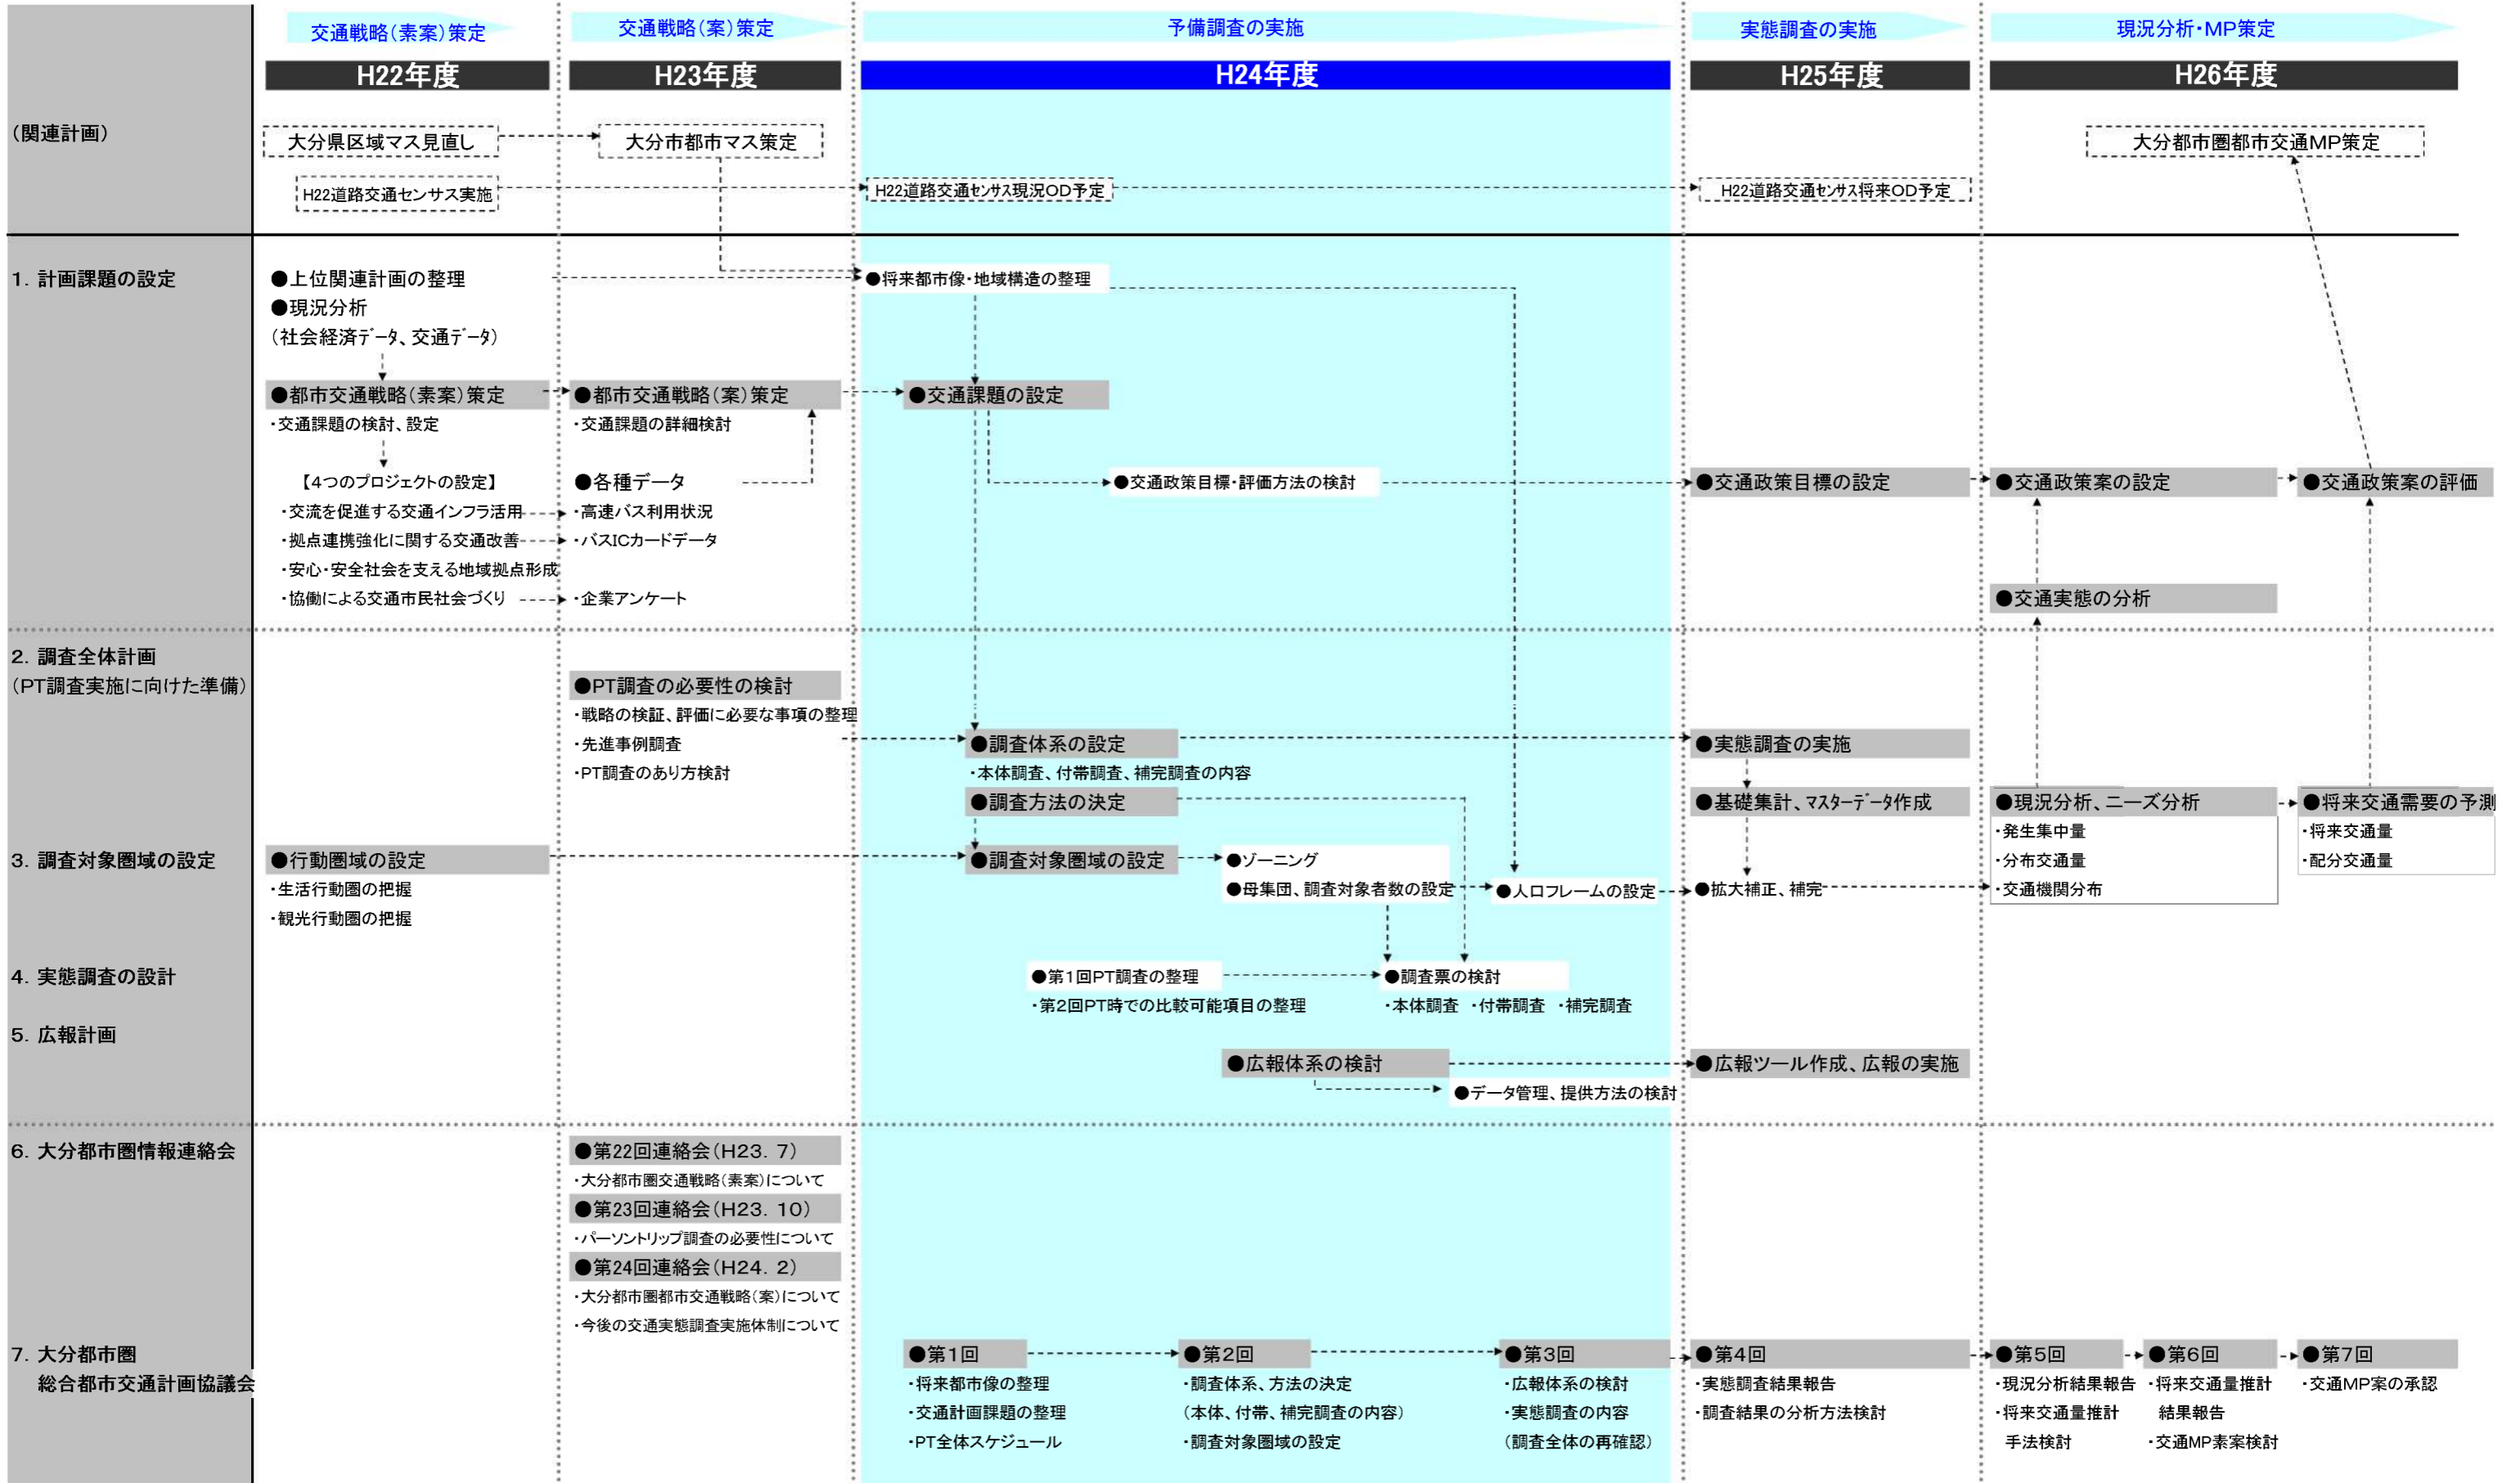 交通戦略(素案)策定
交通戦略(案)策定
予備調査の実施
実態調査の実施
現況分析・MP策定
H22年度
H23年度
H24年度
H25年度
H26年度
(関連計画)
大分県区域マス見直し
大分市都市マス策定
大分都市圏都市交通MP策定
H22道路交通センサス実施
H22道路交通センサス現況OD予定
H22道路交通センサス将来OD予定
1. 計画課題の設定
●上位関連計画の整理
●現況分析
(社会経済データ、交通データ)
●将来都市像・地域構造の整理
●都市交通戦略(素案)策定
・交通課題の検討、設定
●都市交通戦略(案)策定
・交通課題の詳細検討
●交通課題の設定
【4つのプロジェクトの設定】
・交流を促進する交通インフラ活用
・拠点連携強化に関する交通改善
・安心・安全社会を支える地域拠点形成
・協働による交通市民社会づくり
●各種データ
・高速バス利用状況
・バスICカードデータ
・企業アンケート
●交通政策目標・評価方法の検討
●交通政策目標の設定
●交通政策案の設定
●交通政策案の評価
●交通実態の分析
2. 調査全体計画
(PT調査実施に向けた準備)
●PT調査の必要性の検討
・戦略の検証、評価に必要な事項の整理
・先進事例調査
・PT調査のあり方検討
●調査体系の設定
・本体調査、付帯調査、補完調査の内容
●調査方法の決定
●実態調査の実施
●基礎集計、マスターデータ作成
●現況分析、ニーズ分析
・発生集中量
・分布交通量
・交通機関分布
●将来交通需要の予測
・将来交通量
・配分交通量
3. 調査対象圏域の設定
●行動圏域の設定
・生活行動圏の把握
・観光行動圏の把握
●調査対象圏域の設定
●ゾーニング
●母集団、調査対象者数の設定
●人口フレームの設定
●拡大補正、補完
4. 実態調査の設計
●第1回PT調査の整理
・第2回PT時での比較可能項目の整理
●調査票の検討
・本体調査 ・付帯調査 ・補完調査
5. 広報計画
●広報体系の検討
●データ管理、提供方法の検討
●広報ツール作成、広報の実施
6. 大分都市圏情報連絡会
●第22回連絡会(H23. 7)
・大分都市圏交通戦略(素案)について
●第23回連絡会(H23. 10)
・パーソントリップ調査の必要性について
●第24回連絡会(H24. 2)
・大分都市圏都市交通戦略(案)について
・今後の交通実態調査実施体制について
7. 大分都市圏
総合都市交通計画協議会
●第1回
・将来都市像の整理
・交通計画課題の整理
・PT全体スケジュール
●第2回
・調査体系、方法の決定
(本体、付帯、補完調査の内容)
・調査対象圏域の設定
●第3回
・広報体系の検討
・実態調査の内容
(調査全体の再確認)
●第4回
・実態調査結果報告
・調査結果の分析方法検討
●第5回
・現況分析結果報告
・将来交通量推計
手法検討
●第6回
・将来交通量推計
結果報告
・交通MP素案検討
●第7回
・交通MP案の承認